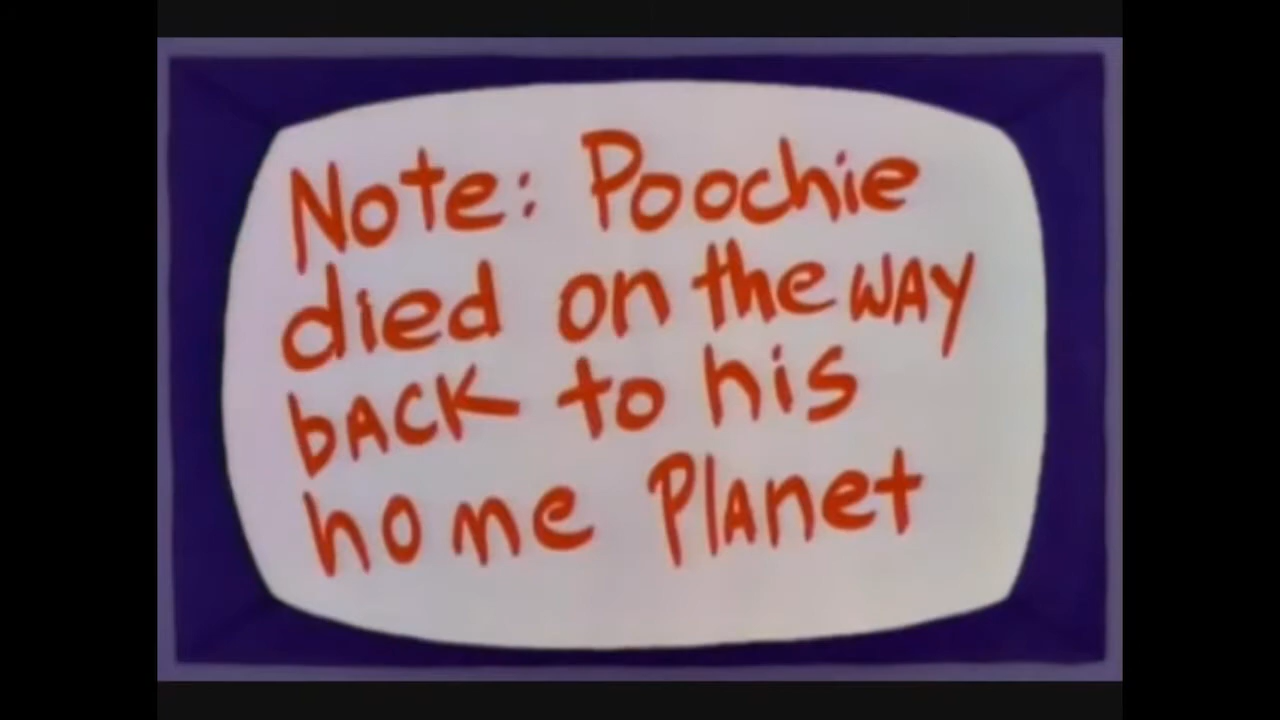 Note: Poochie
died on the WAY
bACK to his
home PlAnet